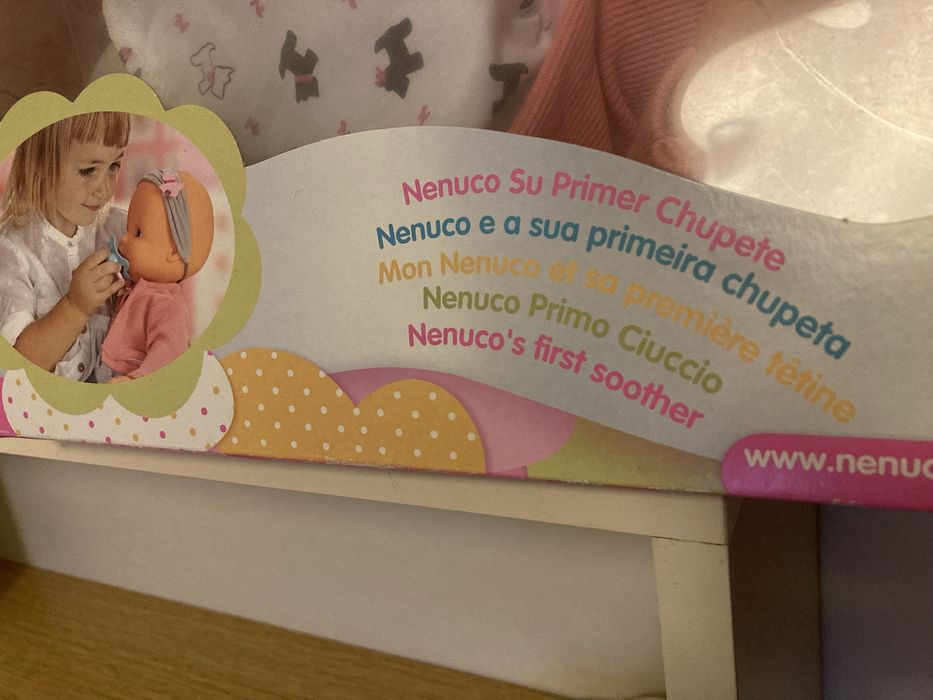 Nenuco Su Primer Chupete
Nenuco e a sua primeira chupeta
Mon Nenuco et sa première tétine
Nenuco Primo Ciuccio
Nenuco's first soother
www.nenuc